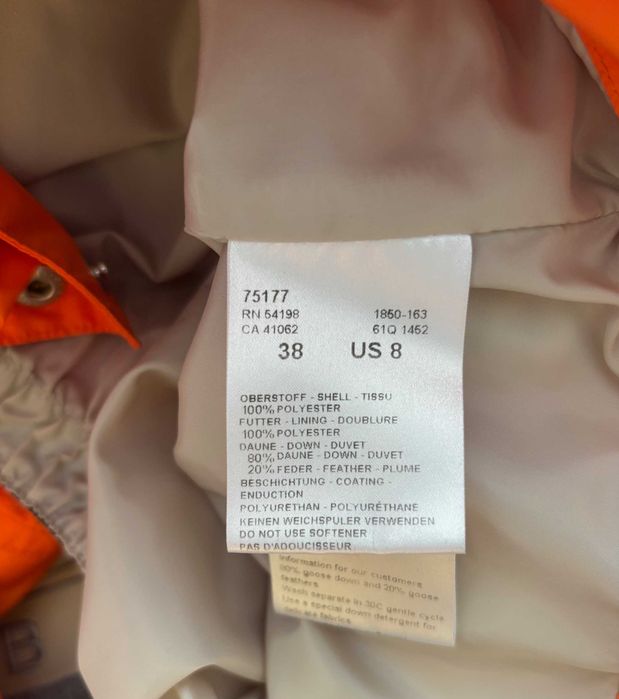 75177
RN 54198 1850-163
CA 41062 61Q 1452
38 US 8
OBERSTOFF - SHELL - TISSU
100% POLYESTER
FUTTER - LINING - DOUBLURE
100% POLYESTER
DAUNE - DOWN - DUVET
80% DAUNE - DOWN - DUVET
20% FEDER - FEATHER - PLUME
BESCHICHTUNG - COATING -
ENDUCTION
POLYURETHAN - POLYURÉTHANE
KEINEN WEICHSPULER VERWENDEN
DO NOT USE SOFTENER
PAS D'ADOUCISSEUR
Information for our customers
80% goose down and 20% goose
feathers
Wash separate in 30C gentle cycle
Use a special down detergent for
delicate fabrics
B